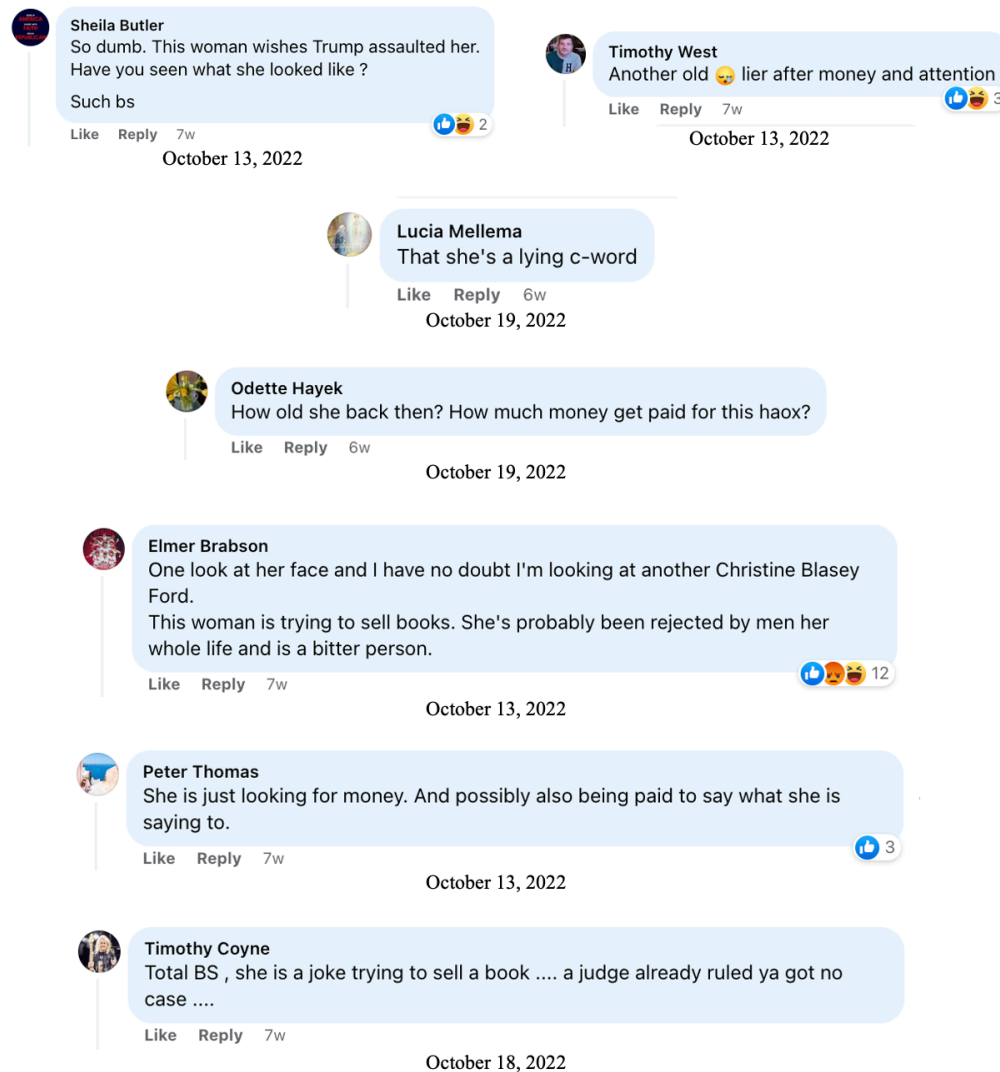 Sheila Butler
So dumb. This woman wishes Trump assaulted her.
Have you seen what she looked like ?
Such bs
Like Reply 7w
2
October 13, 2022
Timothy West
Another old 😪 lier after money and attention
Like Reply 7w
3
October 13, 2022
Lucia Mellema
That she's a lying c-word
Like Reply 6w
October 19, 2022
Odette Hayek
How old she back then? How much money get paid for this haox?
Like Reply 6w
October 19, 2022
Elmer Brabson
One look at her face and I have no doubt I'm looking at another Christine Blasey
Ford.
This woman is trying to sell books. She's probably been rejected by men her
whole life and is a bitter person.
Like Reply 7w
12
October 13, 2022
Peter Thomas
She is just looking for money. And possibly also being paid to say what she is
saying to.
Like Reply 7w
3
October 13, 2022
Timothy Coyne
Total BS , she is a joke trying to sell a book .... a judge already ruled ya got no
case ....
Like Reply 7w
October 18, 2022